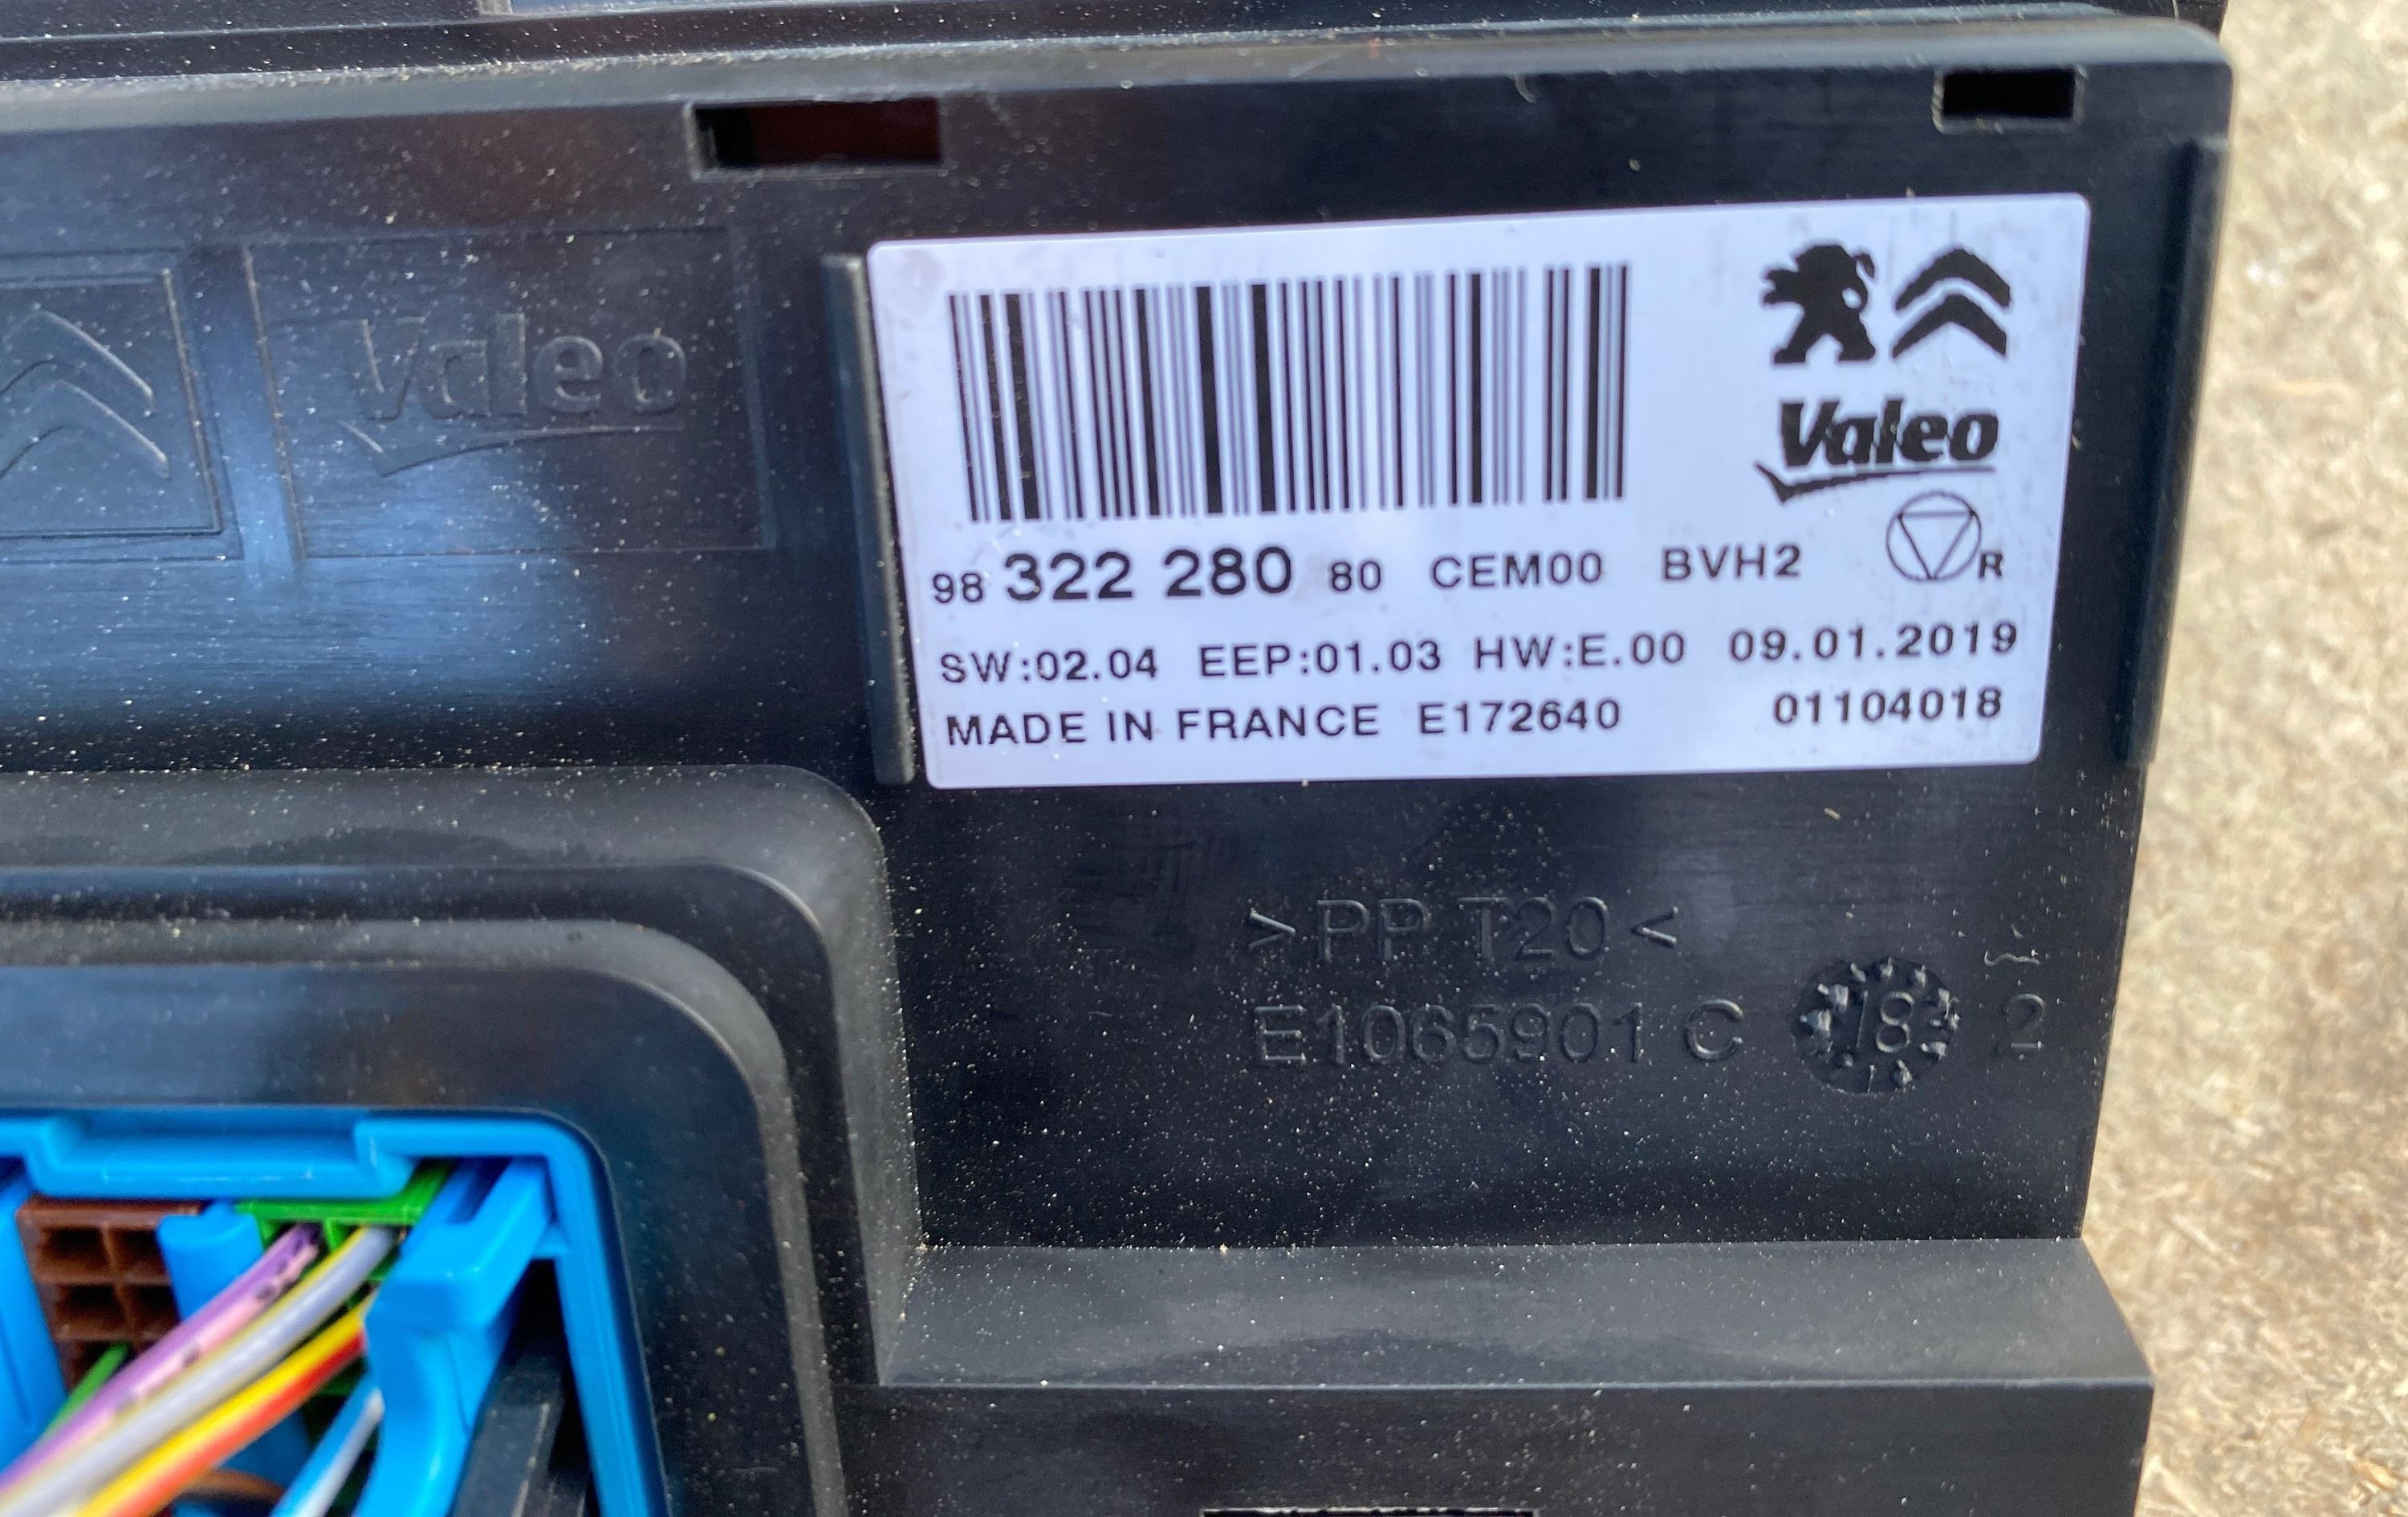 Valeo
Valeo
98 322 280 80 CEM00 BVH2 R
SW:02.04 EEP:01.03 HW:E.00 09.01.2019
MADE IN FRANCE E172640 01104018
>PP T20<
E1065901 C 18 2